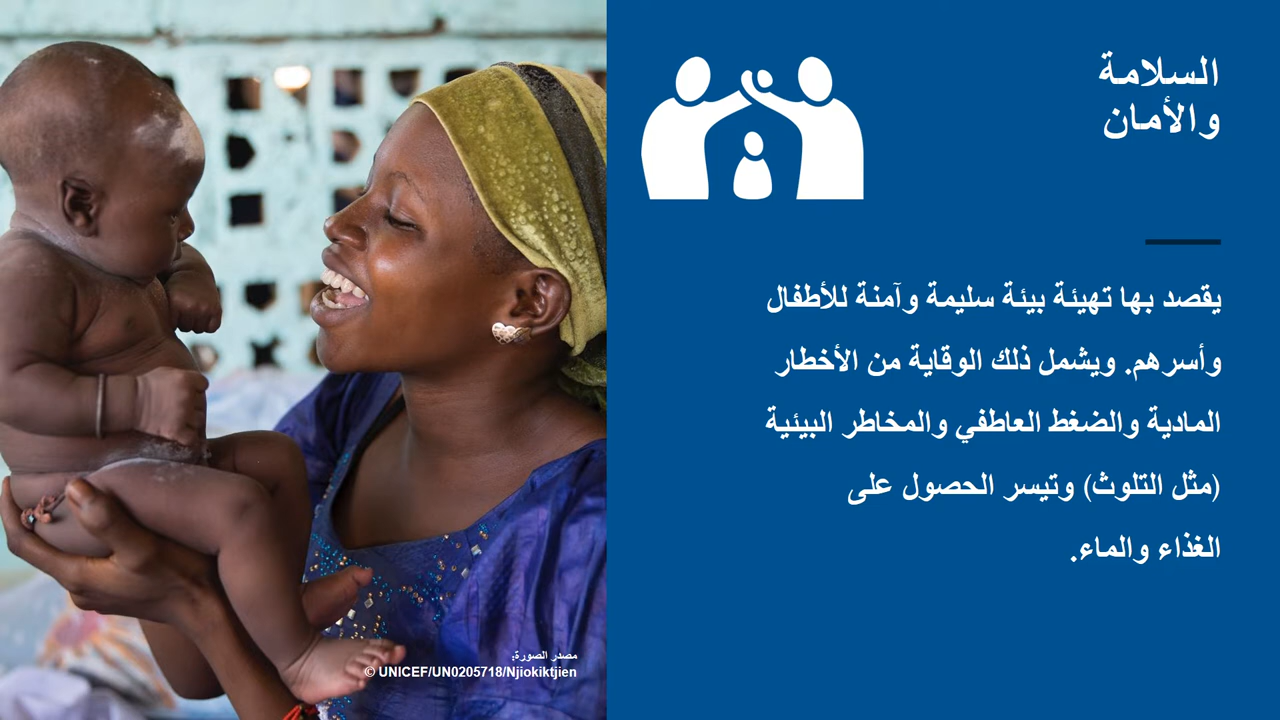 السلامة
والأمان
يقصد بها تهيئة بيئة سليمة وآمنة للأطفال
وأسرهم. ويشمل ذلك الوقاية من الأخطار
المادية والضغط العاطفي والمخاطر البيئية
(مثل التلوث) وتيسر الحصول على
الغذاء والماء.
مصدر الصورة:
© UNICEF/UN0205718/Njiokiktjien